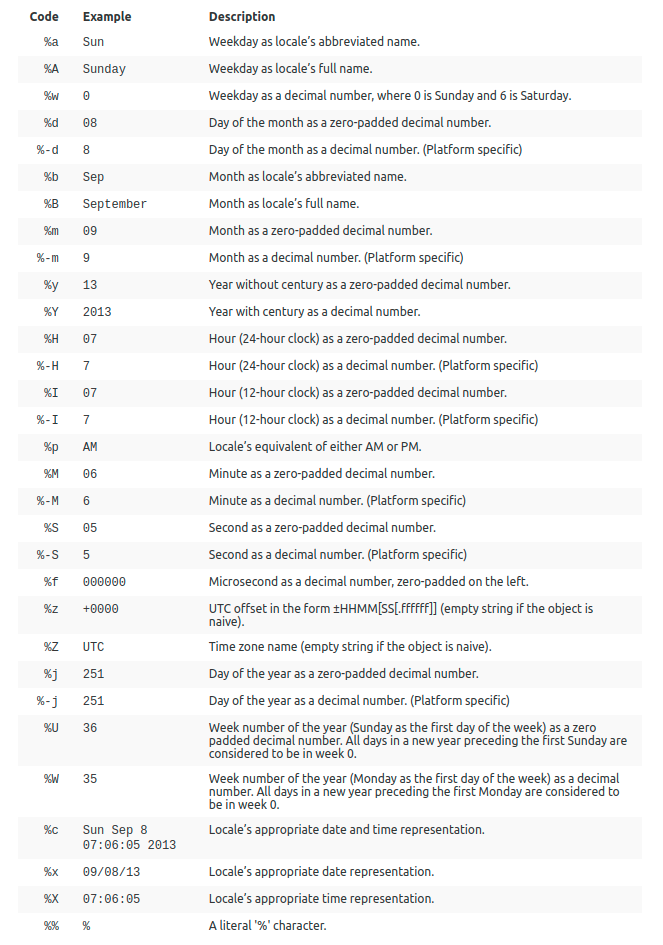 Code Example Description
%a Sun Weekday as locale’s abbreviated name.
%A Sunday Weekday as locale’s full name.
%w 0 Weekday as a decimal number, where 0 is Sunday and 6 is Saturday.
%d 08 Day of the month as a zero-padded decimal number.
%-d 8 Day of the month as a decimal number. (Platform specific)
%b Sep Month as locale’s abbreviated name.
%B September Month as locale’s full name.
%m 09 Month as a zero-padded decimal number.
%-m 9 Month as a decimal number. (Platform specific)
%y 13 Year without century as a zero-padded decimal number.
%Y 2013 Year with century as a decimal number.
%H 07 Hour (24-hour clock) as a zero-padded decimal number.
%-H 7 Hour (24-hour clock) as a decimal number. (Platform specific)
%I 07 Hour (12-hour clock) as a zero-padded decimal number.
%-I 7 Hour (12-hour clock) as a decimal number. (Platform specific)
%p AM Locale’s equivalent of either AM or PM.
%M 06 Minute as a zero-padded decimal number.
%-M 6 Minute as a decimal number. (Platform specific)
%S 05 Second as a zero-padded decimal number.
%-S 5 Second as a decimal number. (Platform specific)
%f 000000 Microsecond as a decimal number, zero-padded on the left.
%z +0000 UTC offset in the form ±HHMM[SS[.ffffff]] (empty string if the object is
naive).
%Z UTC Time zone name (empty string if the object is naive).
%j 251 Day of the year as a zero-padded decimal number.
%-j 251 Day of the year as a decimal number. (Platform specific)
%U 36 Week number of the year (Sunday as the first day of the week) as a zero
padded decimal number. All days in a new year preceding the first Sunday are
considered to be in week 0.
%W 35 Week number of the year (Monday as the first day of the week) as a decimal
number. All days in a new year preceding the first Monday are considered to
be in week 0.
%c Sun Sep 8 Locale’s appropriate date and time representation.
07:06:05 2013
%x 09/08/13 Locale’s appropriate date representation.
%X 07:06:05 Locale’s appropriate time representation.
%% % A literal '%' character.